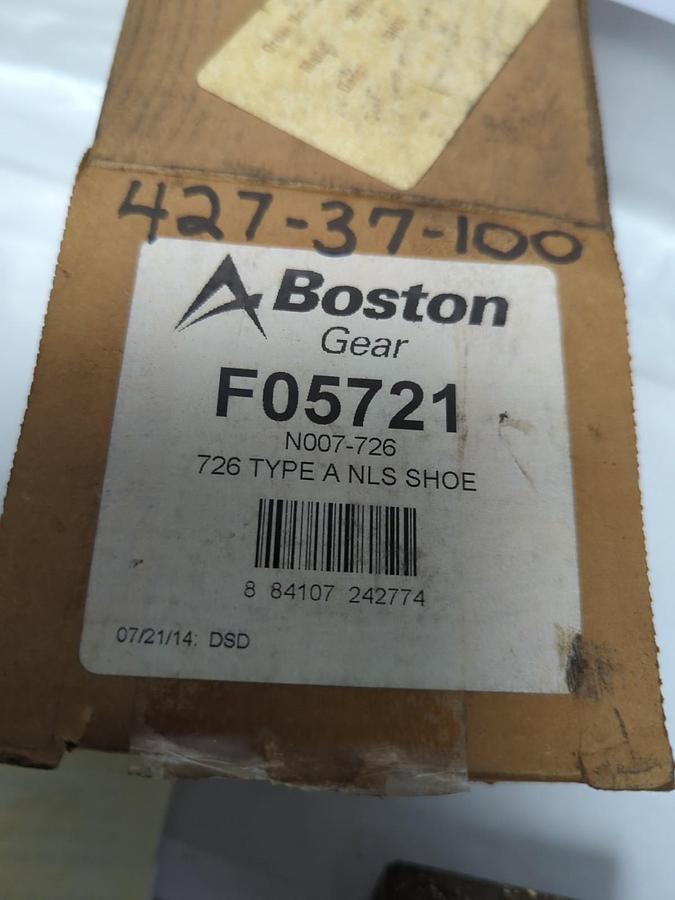 427-37-100
Boston
Gear
F05721
N007-726
726 TYPE A NLS SHOE
8 84107 242774
07/21/14: DSD